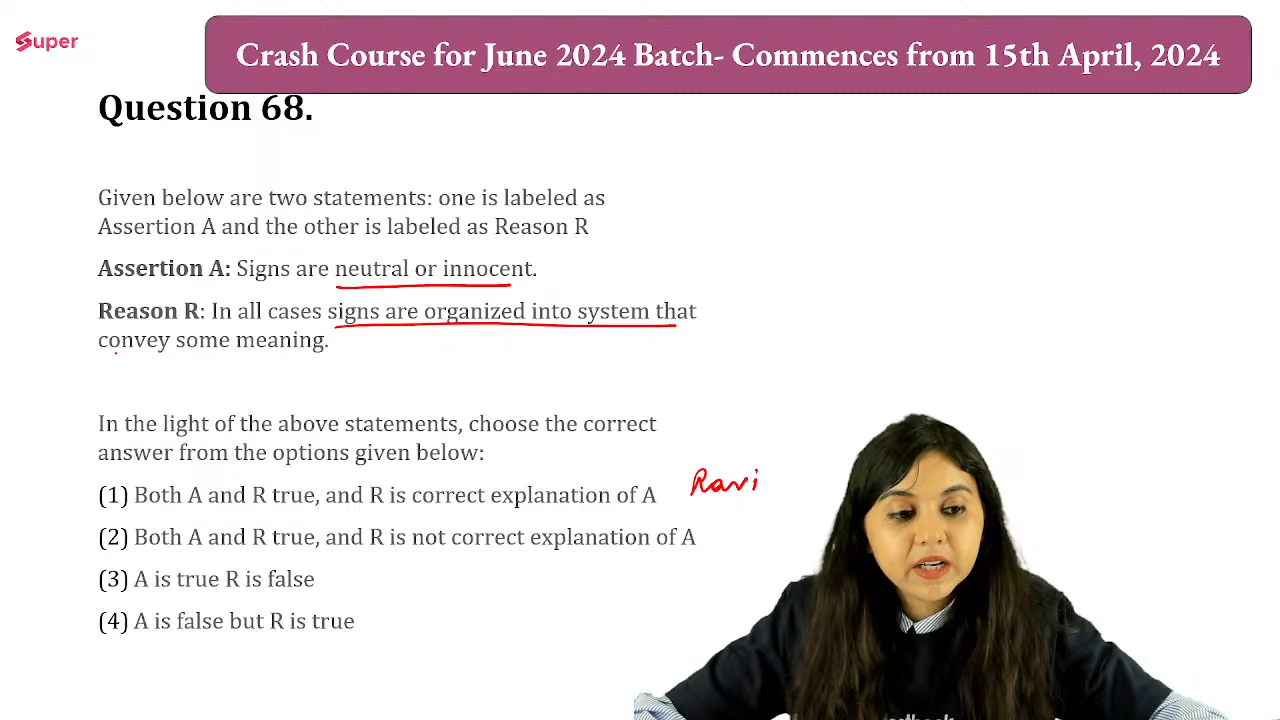 Super
Crash Course for June 2024 Batch- Commences from 15th April, 2024
Question 68.
Given below are two statements: one is labeled as
Assertion A and the other is labeled as Reason R
Assertion A: Signs are neutral or innocent.
Reason R: In all cases signs are organized into system that
convey some meaning.
In the light of the above statements, choose the correct
answer from the options given below:
(1) Both A and R true, and R is correct explanation of A
Ravi
(2) Both A and R true, and R is not correct explanation of A
(3) A is true R is false
(4) A is false but R is true